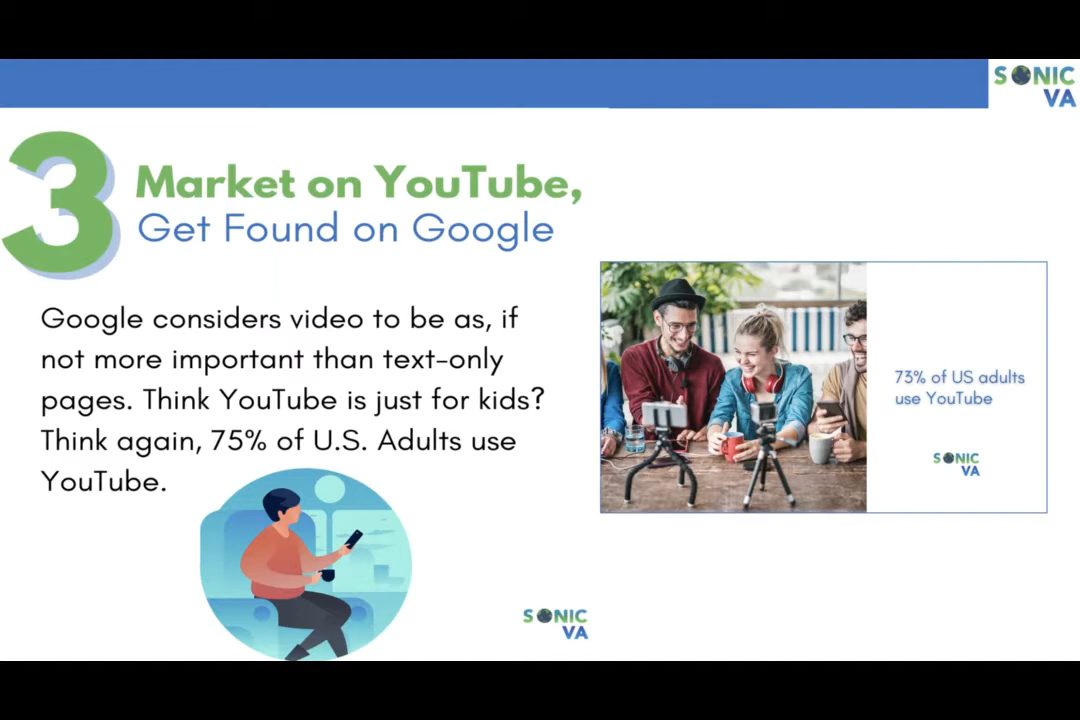 SONIC
VA
3
Market on YouTube,
Get Found on Google
Google considers video to be as, if
not more important than text-only
pages. Think YouTube is just for kids?
Think again, 75% of U.S. Adults use
YouTube.
73% of US adults
use YouTube
SONIC
VA
SONIC
VA